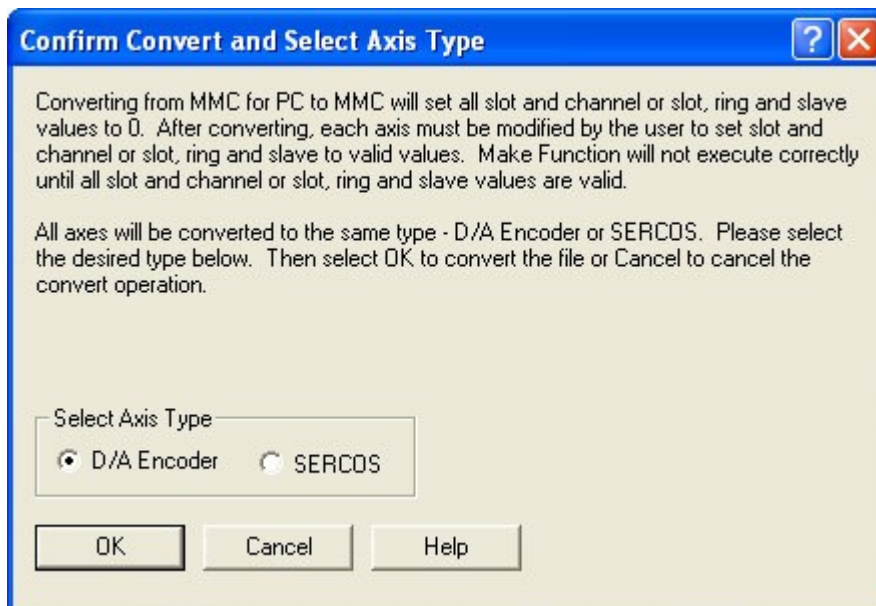 Confirm Convert and Select Axis Type
Converting from MMC for PC to MMC will set all slot and channel or slot, ring and slave
values to 0.  After converting, each axis must be modified by the user to set slot and
channel or slot, ring and slave to valid values.  Make Function will not execute correctly
until all slot and channel or slot, ring and slave values are valid.
All axes will be converted to the same type - D/A Encoder or SERCOS.  Please select
the desired type below.  Then select OK to convert the file or Cancel to cancel the
convert operation.
Select Axis Type
D/A Encoder SERCOS
OK Cancel Help